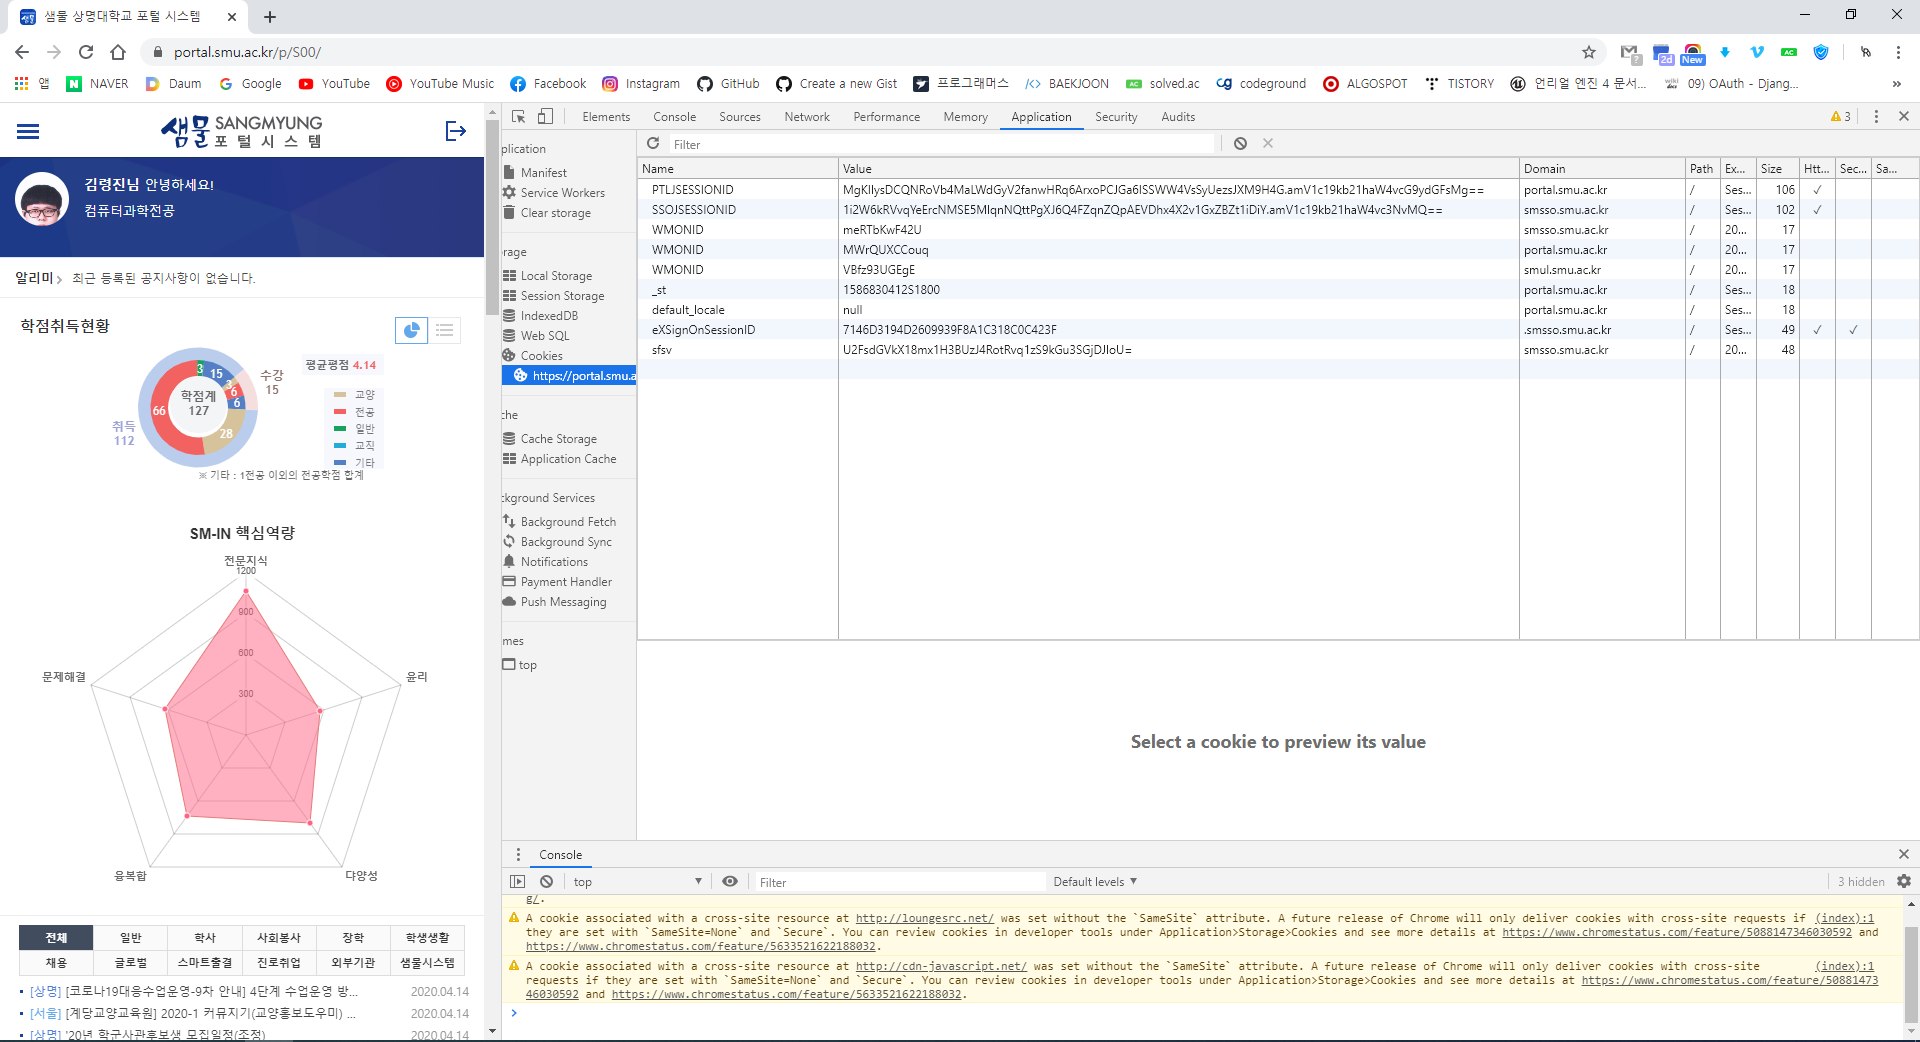 샘물 상명대학교 포털 시스템
portal.smu.ac.kr/p/S00/
2d
New
AC
앱 NAVER Daum Google YouTube YouTube Music Facebook Instagram GitHub Create a new Gist 프로그래머스 BAEKJOON solved.ac codeground ALGOSPOT TISTORY 언리얼 엔진 4 문서... 09) OAuth - Djang... »
샘물 SANGMYUNG
포털시스템
김령진님 안녕하세요!
컴퓨터과학전공
알리미 최근 등록된 공지사항이 없습니다.
학점취득현황
평균평점 4.14
수강
15
학점계
127
취득
112
3
15
3
6
6
66
28
교양
전공
일반
교직
기타
※ 기타 : 1전공 이외의 전공학점 합계
SM-IN 핵심역량
전문지식
1200
900
600
300
문제해결
윤리
융복합
다양성
전체 일반 학사 사회봉사 장학 학생생활
채용 글로벌 스마트출결 진로취업 외부기관 샘물시스템
[상명] [코로나19대응수업운영-9차 안내] 4단계 수업운영 방... 2020.04.14
[서울] [계당교양교육원] 2020-1 커뮤지기(교양홍보도우미) ... 2020.04.14
[상명] '20년 학군사관후보생 모집일정(조정) 2020.04.14
Elements Console Sources Network Performance Memory Application Security Audits 3
plication
Manifest
Service Workers
Clear storage
rage
Local Storage
Session Storage
IndexedDB
Web SQL
Cookies
https://portal.smu.a
che
Cache Storage
Application Cache
ckground Services
Background Fetch
Background Sync
Notifications
Payment Handler
Push Messaging
mes
top
Filter
Name Value Domain Path Ex... Size Htt... Sec... Sa...
PTLJSESSIONID MgKIIysDCQNRoVb4MaLWdGyV2fanwHRq6ArxoPCJGa6ISSWW4VsSyUezsJXM9H4G.amV1c19kb21haW4vcG9ydGFsMg== portal.smu.ac.kr / Ses... 106 ✓
SSOJSESSIONID 1i2W6kRVvqYeErcNMSE5MIqnNQttPgXJ6Q4FZqnZQpAEVDhx4X2v1GxZBZt1iDiY.amV1c19kb21haW4vc3NvMQ== smsso.smu.ac.kr / Ses... 102 ✓
WMONID meRTbKwF42U smsso.smu.ac.kr / 20... 17
WMONID MWrQUXCCouq portal.smu.ac.kr / 20... 17
WMONID VBfz93UGEgE smul.smu.ac.kr / 20... 17
_st 1586830412S1800 portal.smu.ac.kr / Ses... 18
default_locale null portal.smu.ac.kr / Ses... 18
eXSignOnSessionID 7146D3194D2609939F8A1C318C0C423F .smsso.smu.ac.kr / Ses... 49 ✓ ✓
sfsv U2FsdGVkX18mx1H3BUzJ4RotRvq1zS9kGu3SGjDJIoU= smsso.smu.ac.kr / 20... 48
Select a cookie to preview its value
Console
top Filter Default levels 3 hidden
g/.
A cookie associated with a cross-site resource at http://loungesrc.net/ was set without the `SameSite` attribute. A future release of Chrome will only deliver cookies with cross-site requests if (index):1
they are set with `SameSite=None` and `Secure`. You can review cookies in developer tools under Application>Storage>Cookies and see more details at https://www.chromestatus.com/feature/5088147346030592 and
https://www.chromestatus.com/feature/5633521622188032.
A cookie associated with a cross-site resource at http://cdn-javascript.net/ was set without the `SameSite` attribute. A future release of Chrome will only deliver cookies with cross-site (index):1
requests if they are set with `SameSite=None` and `Secure`. You can review cookies in developer tools under Application>Storage>Cookies and see more details at https://www.chromestatus.com/feature/50881473
46030592 and https://www.chromestatus.com/feature/5633521622188032.